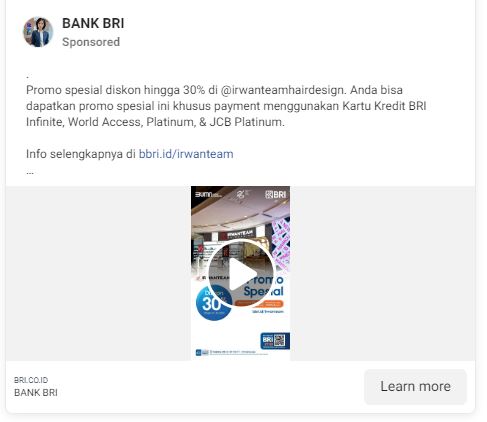 BANK BRI
Sponsored
.
Promo spesial diskon hingga 30% di @irwanteamhairdesign. Anda bisa
dapatkan promo spesial ini khusus payment menggunakan Kartu Kredit BRI
Infinite, World Access, Platinum, & JCB Platinum.
Info selengkapnya di bbri.id/irwanteam
...
BRI
IRWANTEAM
Promo
Spesial
30%
BRI
BRI.CO.ID
BANK BRI
Learn more